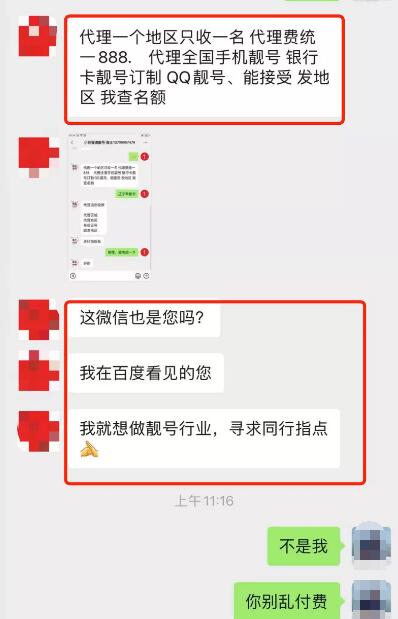 代理一个地区只收一名 代理费统
一888.    代理全国手机靓号 银行
卡靓号订制 QQ靓号、能接受 发地
区 我查名额
这微信也是您吗?
我在百度看见的您
我就想做靓号行业，寻求同行指点
上午 11:16
不是我
你别乱付费